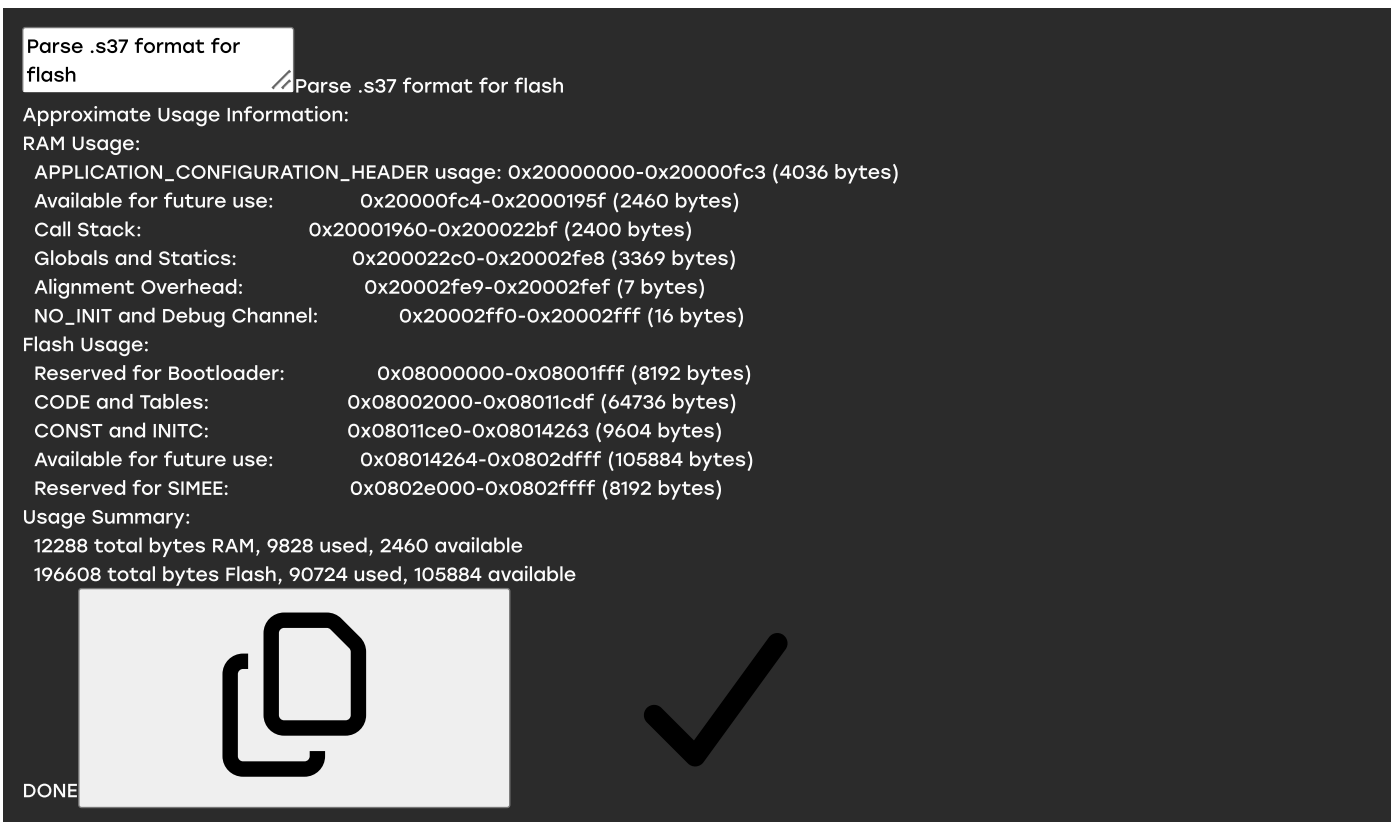 Parse .s37 format for
flash
Parse .s37 format for flash
Approximate Usage Information:
RAM Usage:
APPLICATION_CONFIGURATION_HEADER usage: 0x20000000-0x20000fc3 (4036 bytes)
Available for future use: 0x20000fc4-0x2000195f (2460 bytes)
Call Stack: 0x20001960-0x200022bf (2400 bytes)
Globals and Statics: 0x200022c0-0x20002fe8 (3369 bytes)
Alignment Overhead: 0x20002fe9-0x20002fef (7 bytes)
NO_INIT and Debug Channel: 0x20002ff0-0x20002fff (16 bytes)
Flash Usage:
Reserved for Bootloader: 0x08000000-0x08001fff (8192 bytes)
CODE and Tables: 0x08002000-0x08011cdf (64736 bytes)
CONST and INITC: 0x08011ce0-0x08014263 (9604 bytes)
Available for future use: 0x08014264-0x0802dfff (105884 bytes)
Reserved for SIMEE: 0x0802e000-0x0802ffff (8192 bytes)
Usage Summary:
12288 total bytes RAM, 9828 used, 2460 available
196608 total bytes Flash, 90724 used, 105884 available
DONE